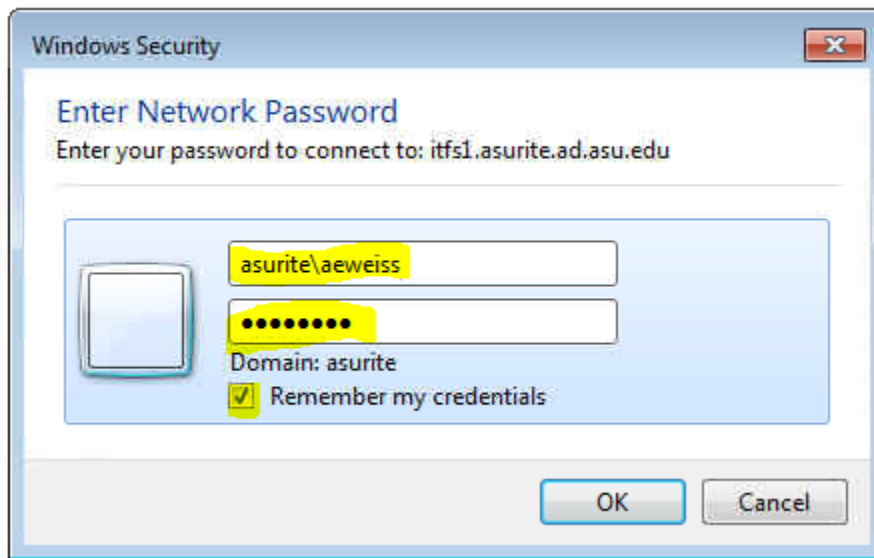 Windows Security
Enter Network Password
Enter your password to connect to: itfs1.asurite.ad.asu.edu
asurite\aeweiss
●●●●●●●●
Domain: asurite
Remember my credentials
OK
Cancel